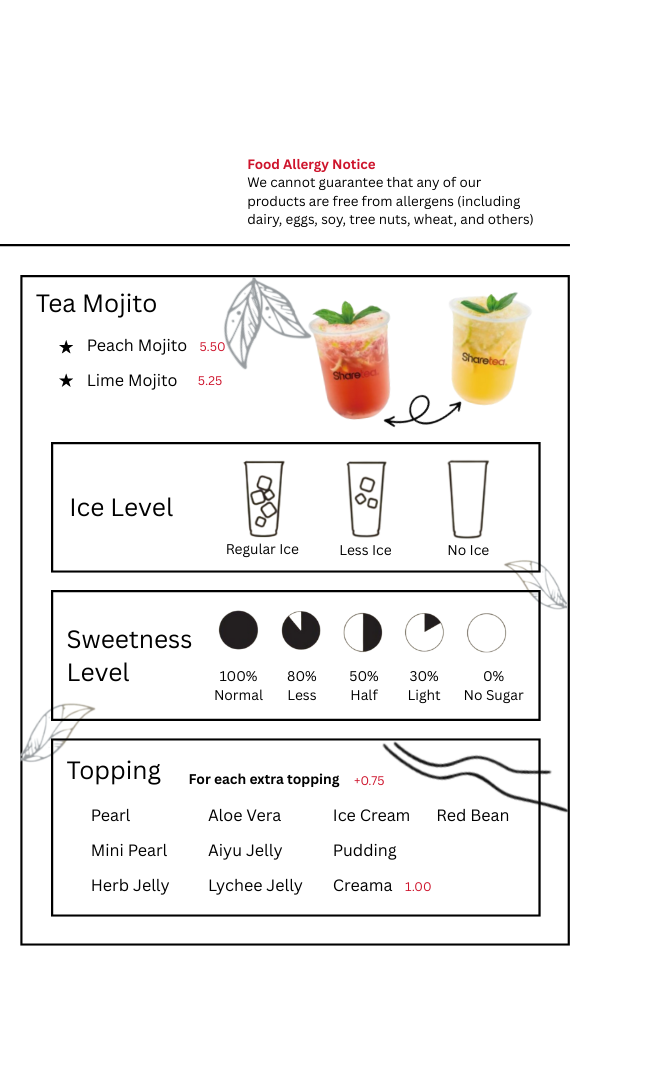 Food Allergy Notice
We cannot guarantee that any of our
products are free from allergens (including
dairy, eggs, soy, tree nuts, wheat, and others)
Tea Mojito
★ Peach Mojito 5.50
★ Lime Mojito 5.25
Sharetea.
Sharetea.
Ice Level
Regular Ice Less Ice No Ice
Sweetness
Level
100% 80% 50% 30% 0%
Normal Less Half Light No Sugar
Topping For each extra topping +0.75
Pearl Aloe Vera Ice Cream Red Bean
Mini Pearl Aiyu Jelly Pudding
Herb Jelly Lychee Jelly Creama 1.00